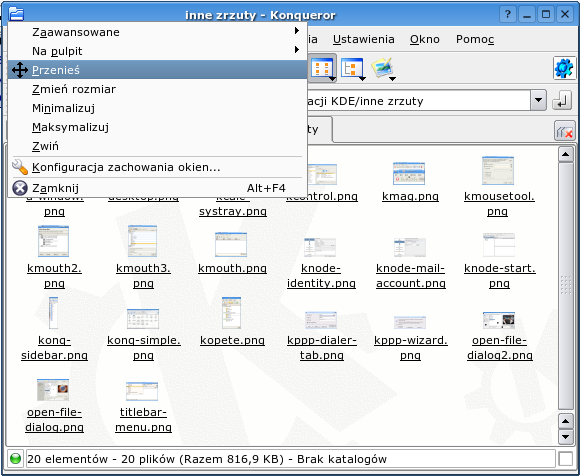 inne zrzuty - Konqueror
Zaawansowane
Na pulpit
Przenieś
Zmień rozmiar
Minimalizuj
Maksymalizuj
Zwiń
Konfiguracja zachowania okien...
Zamknij Alt+F4
ia Ustawienia Okno Pomoc
acji KDE/inne zrzuty
ty
a-window.
png
desktop.png
kcalc-
systray.png
kcontrol.png
kmag.png
kmousetool.
png
kmouth2.
png
kmouth3.
png
kmouth.png
knode-
identity.png
knode-mail-
account.png
knode-start.
png
konq-
sidebar.png
konq-simple.
png
kopete.png
kppp-dialer-
tab.png
kppp-wizard.
png
open-file-
dialog2.png
open-file-
dialog.png
titlebar-
menu.png
20 elementów - 20 plików (Razem 816,9 KB) - Brak katalogów